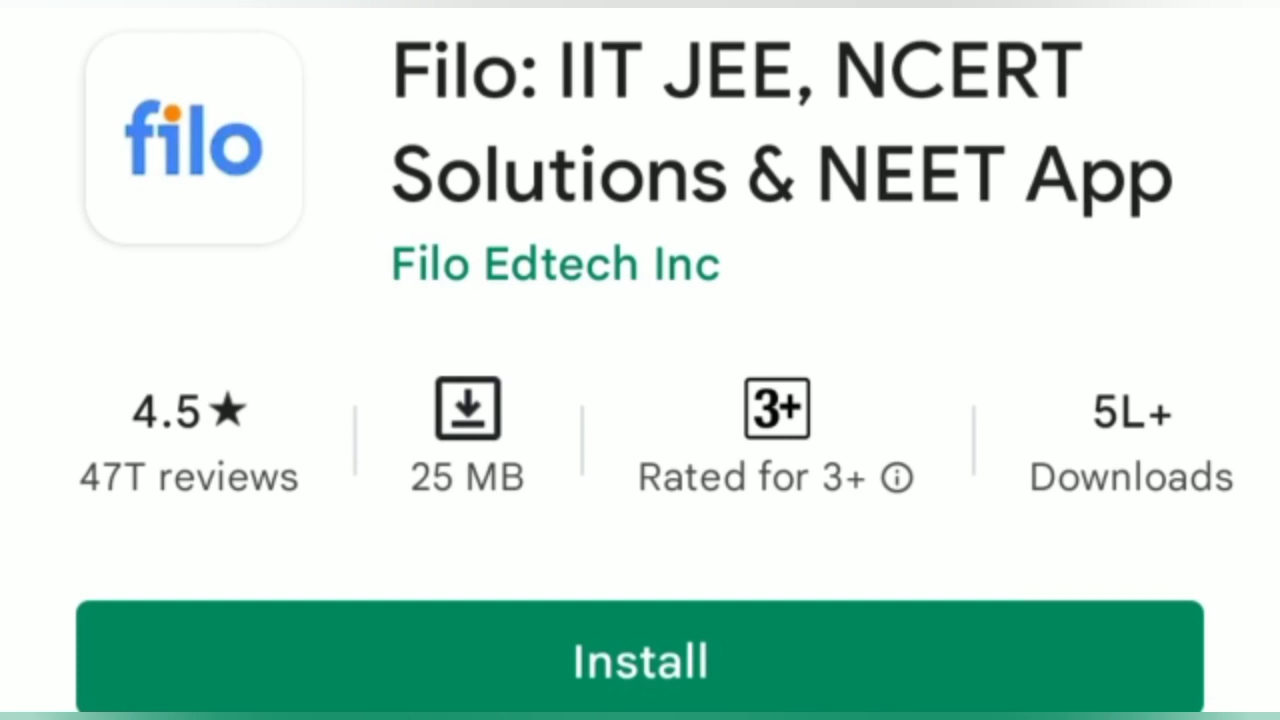 filo
Filo: IIT JEE, NCERT
Solutions & NEET App
Filo Edtech Inc
4.5★
47T reviews
25 MB
3+
Rated for 3+
5L+
Downloads
Install